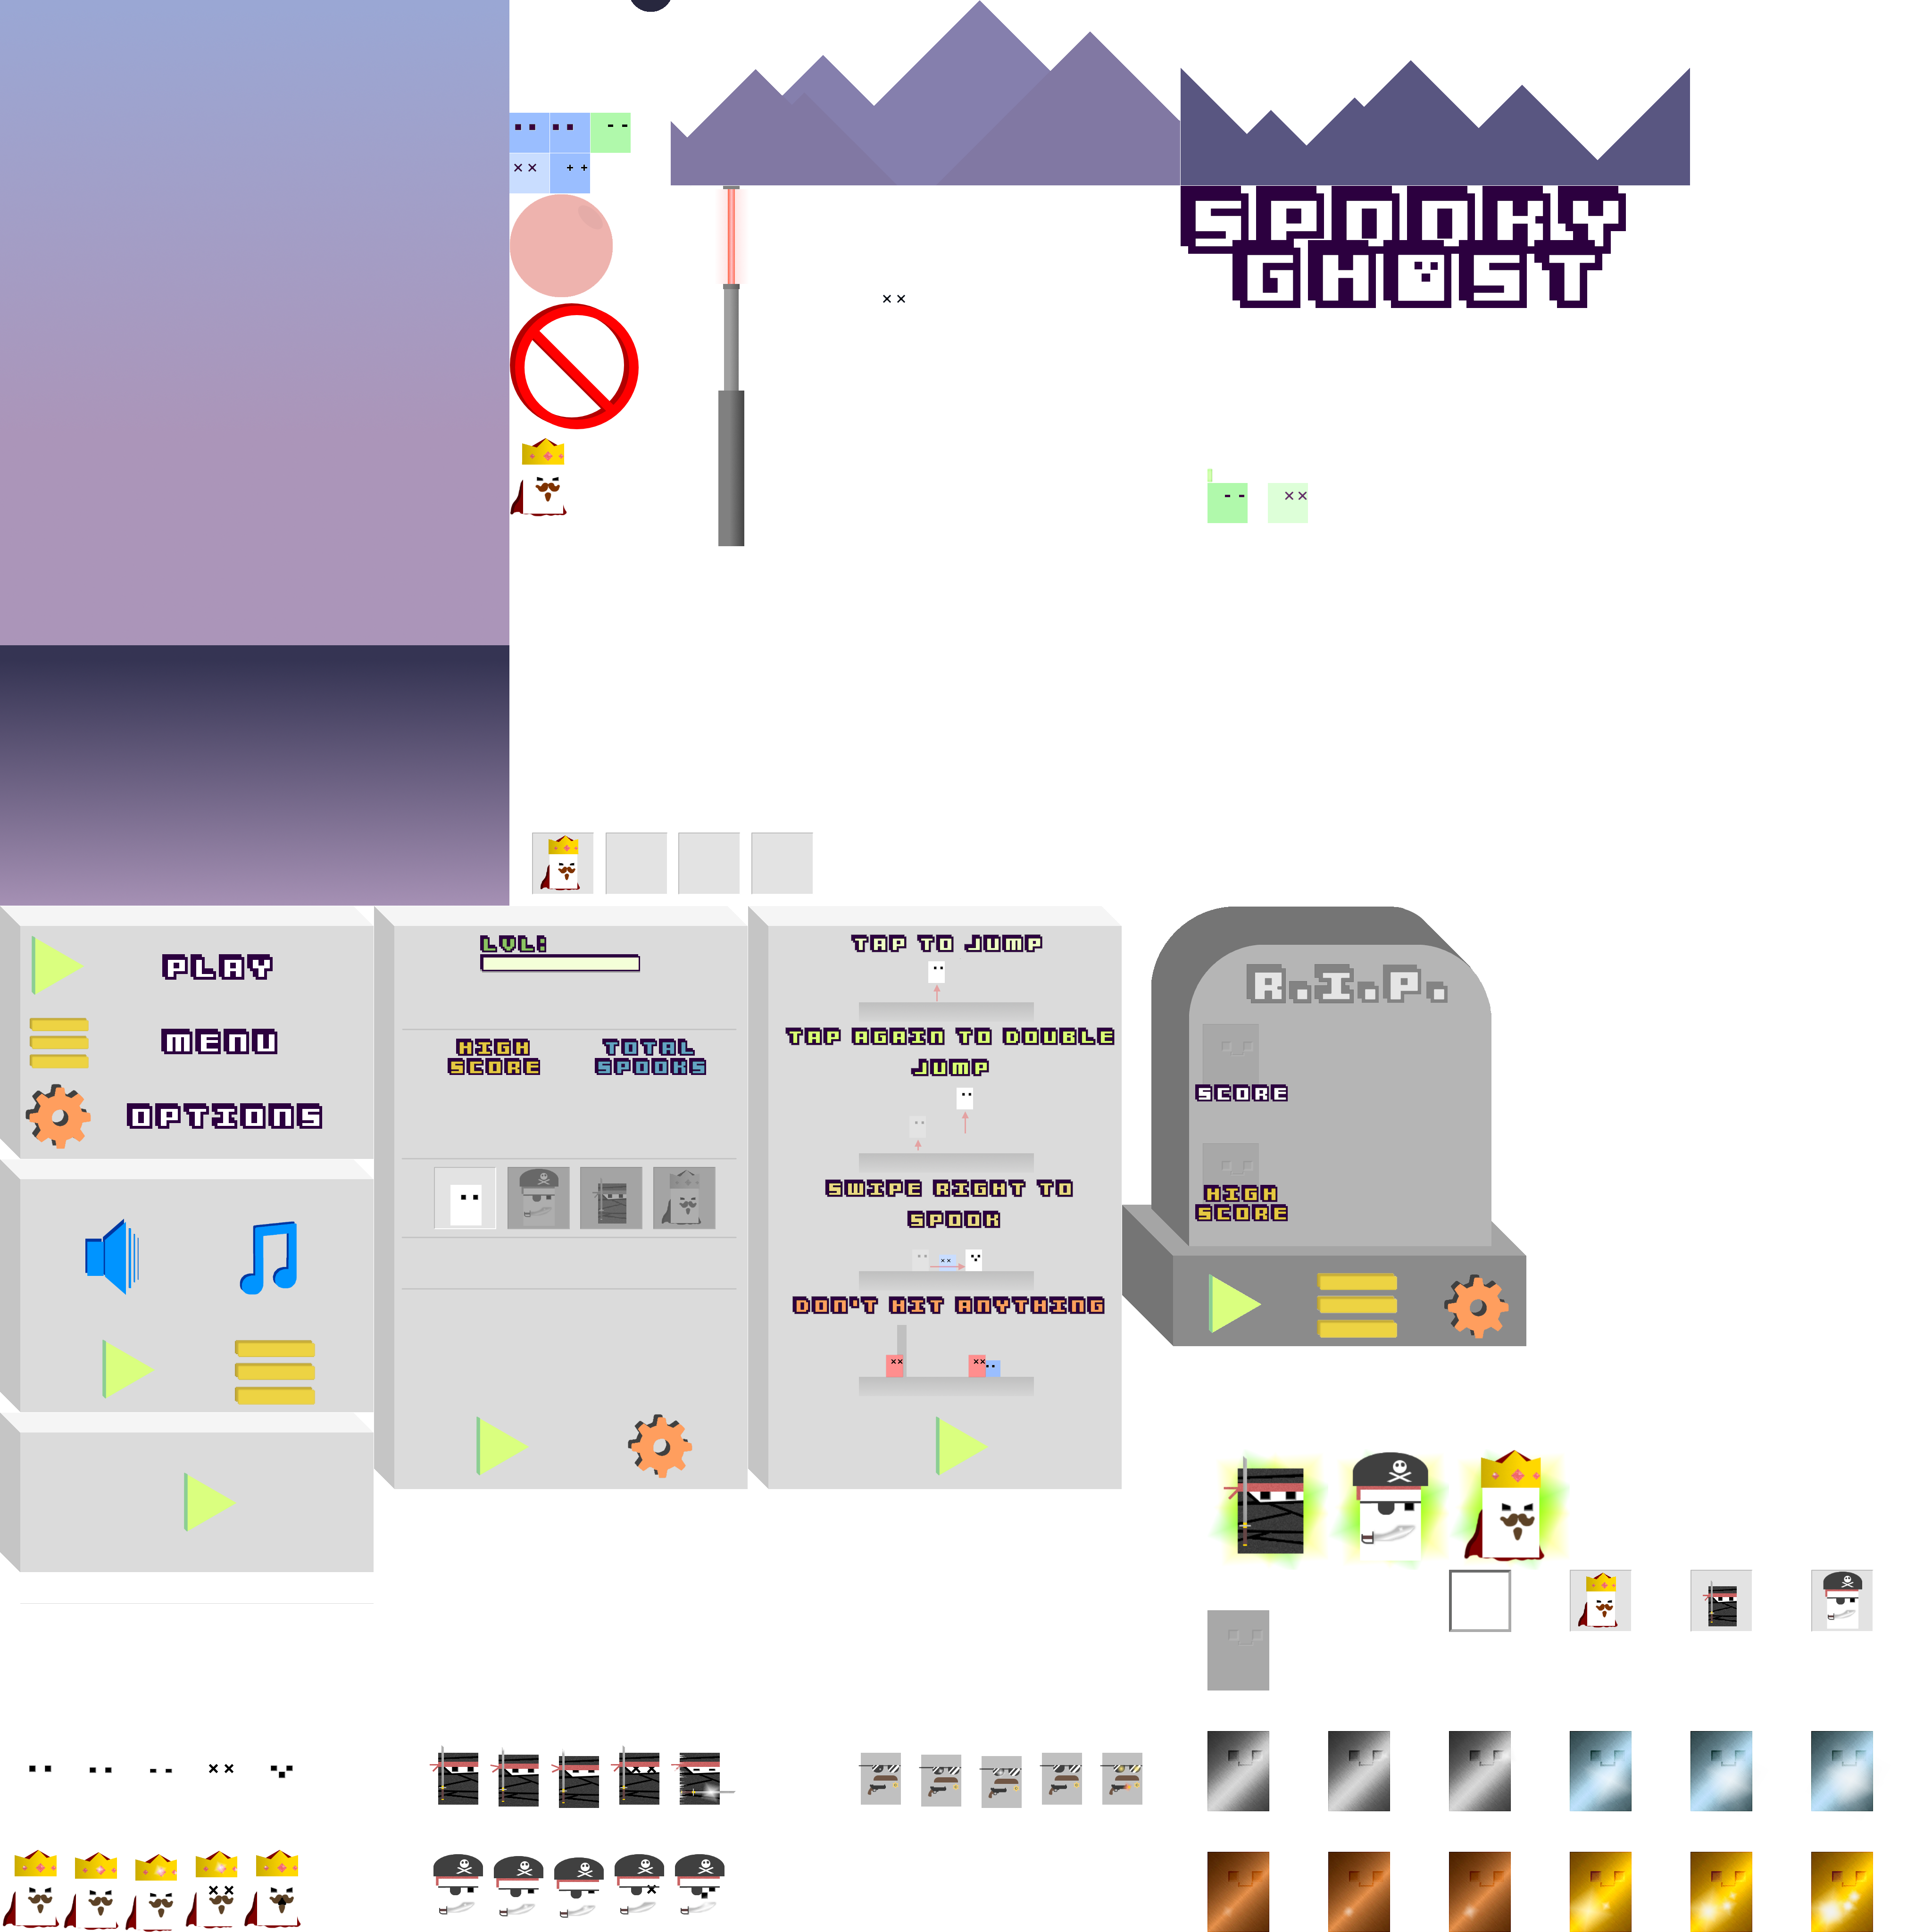 SPOOKY
GHOST
PLAY
MENU
OPTIONS
LVL:
HIGH
SCORE
TOTAL
SPOOKS
TAP TO JUMP
TAP AGAIN TO DOUBLE
JUMP
SWIPE RIGHT TO
SPOOK
DON'T HIT ANYTHING
R.I.P.
SCORE
HIGH
SCORE